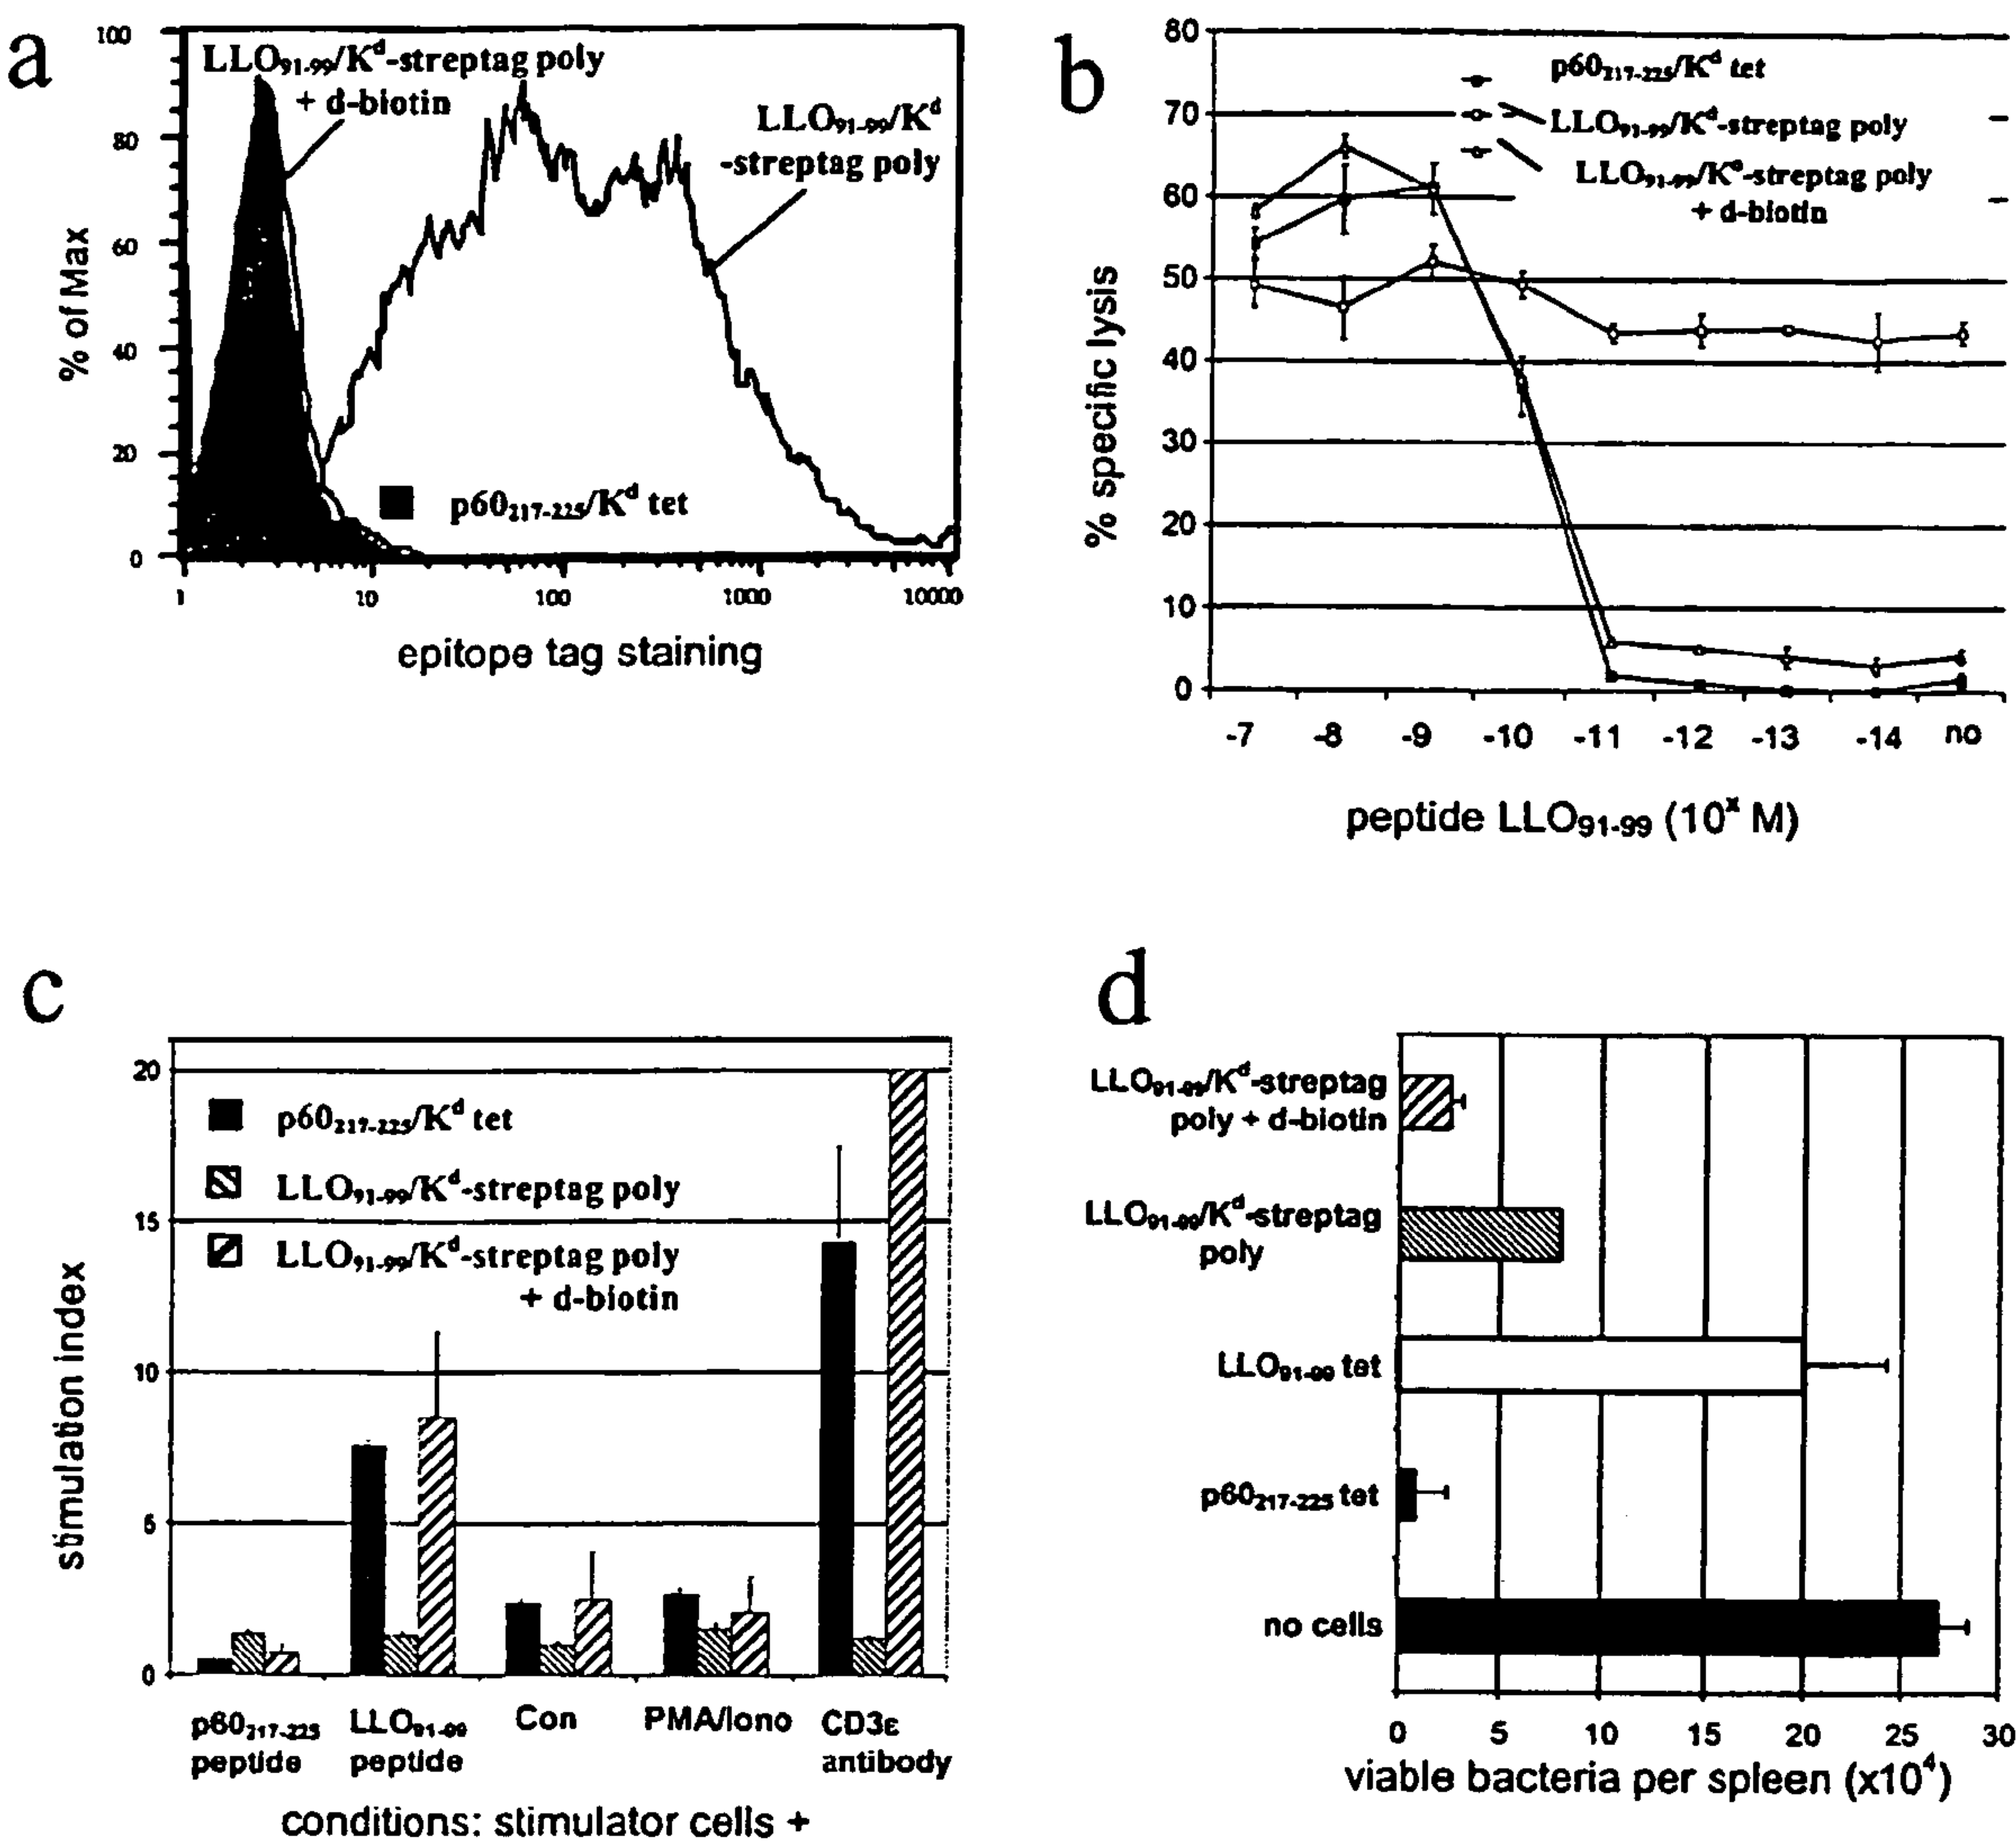 a
100
80
60
40
20
0
% of Max
LLO91-99/Kd-streptag poly
+ d-biotin
LLO91-99/Kd
-streptag poly
p60217-225/Kd tet
1 10 100 1000 10000
epitope tag staining
b
80
70
60
50
40
30
20
10
0
% specific lysis
p60217-225/Kd tet
LLO91-99/Kd-streptag poly
LLO91-99/Kd-streptag poly
+ d-biotin
-7 -8 -9 -10 -11 -12 -13 -14 no
peptide LLO91-99 (10x M)
c
20
15
10
5
0
stimulation index
p60217-225/Kd tet
LLO91-99/Kd-streptag poly
LLO91-99/Kd-streptag poly
+ d-biotin
p60217-225 LLO91-99 Con PMA/Iono CD3ε
peptide peptide antibody
conditions: stimulator cells +
d
LLO91-99/Kd-streptag
poly + d-biotin
LLO91-99/Kd-streptag
poly
LLO91-99 tet
p60217-225 tet
no cells
0 5 10 15 20 25 30
viable bacteria per spleen (x104)